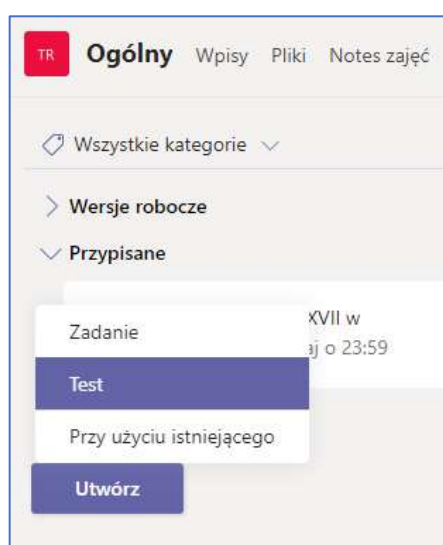 TR Ogólny Wpisy Pliki Notes zajęć
Wszystkie kategorie
Wersje robocze
Przypisane
XVII w
Zadanie
aj o 23:59
Test
Przy użyciu istniejącego
Utwórz